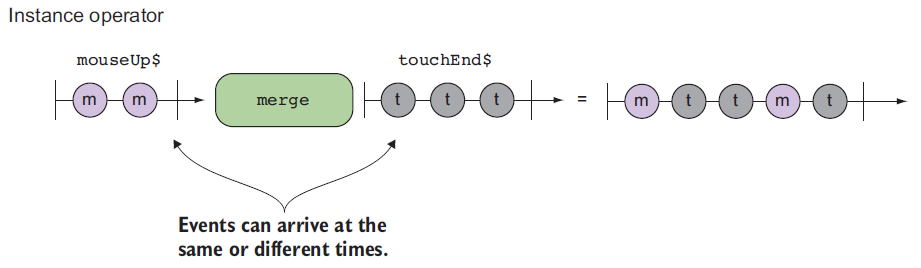 Instance operator
mouseUp$
touchEnd$
m m merge t t t = m t t m t
Events can arrive at the
same or different times.